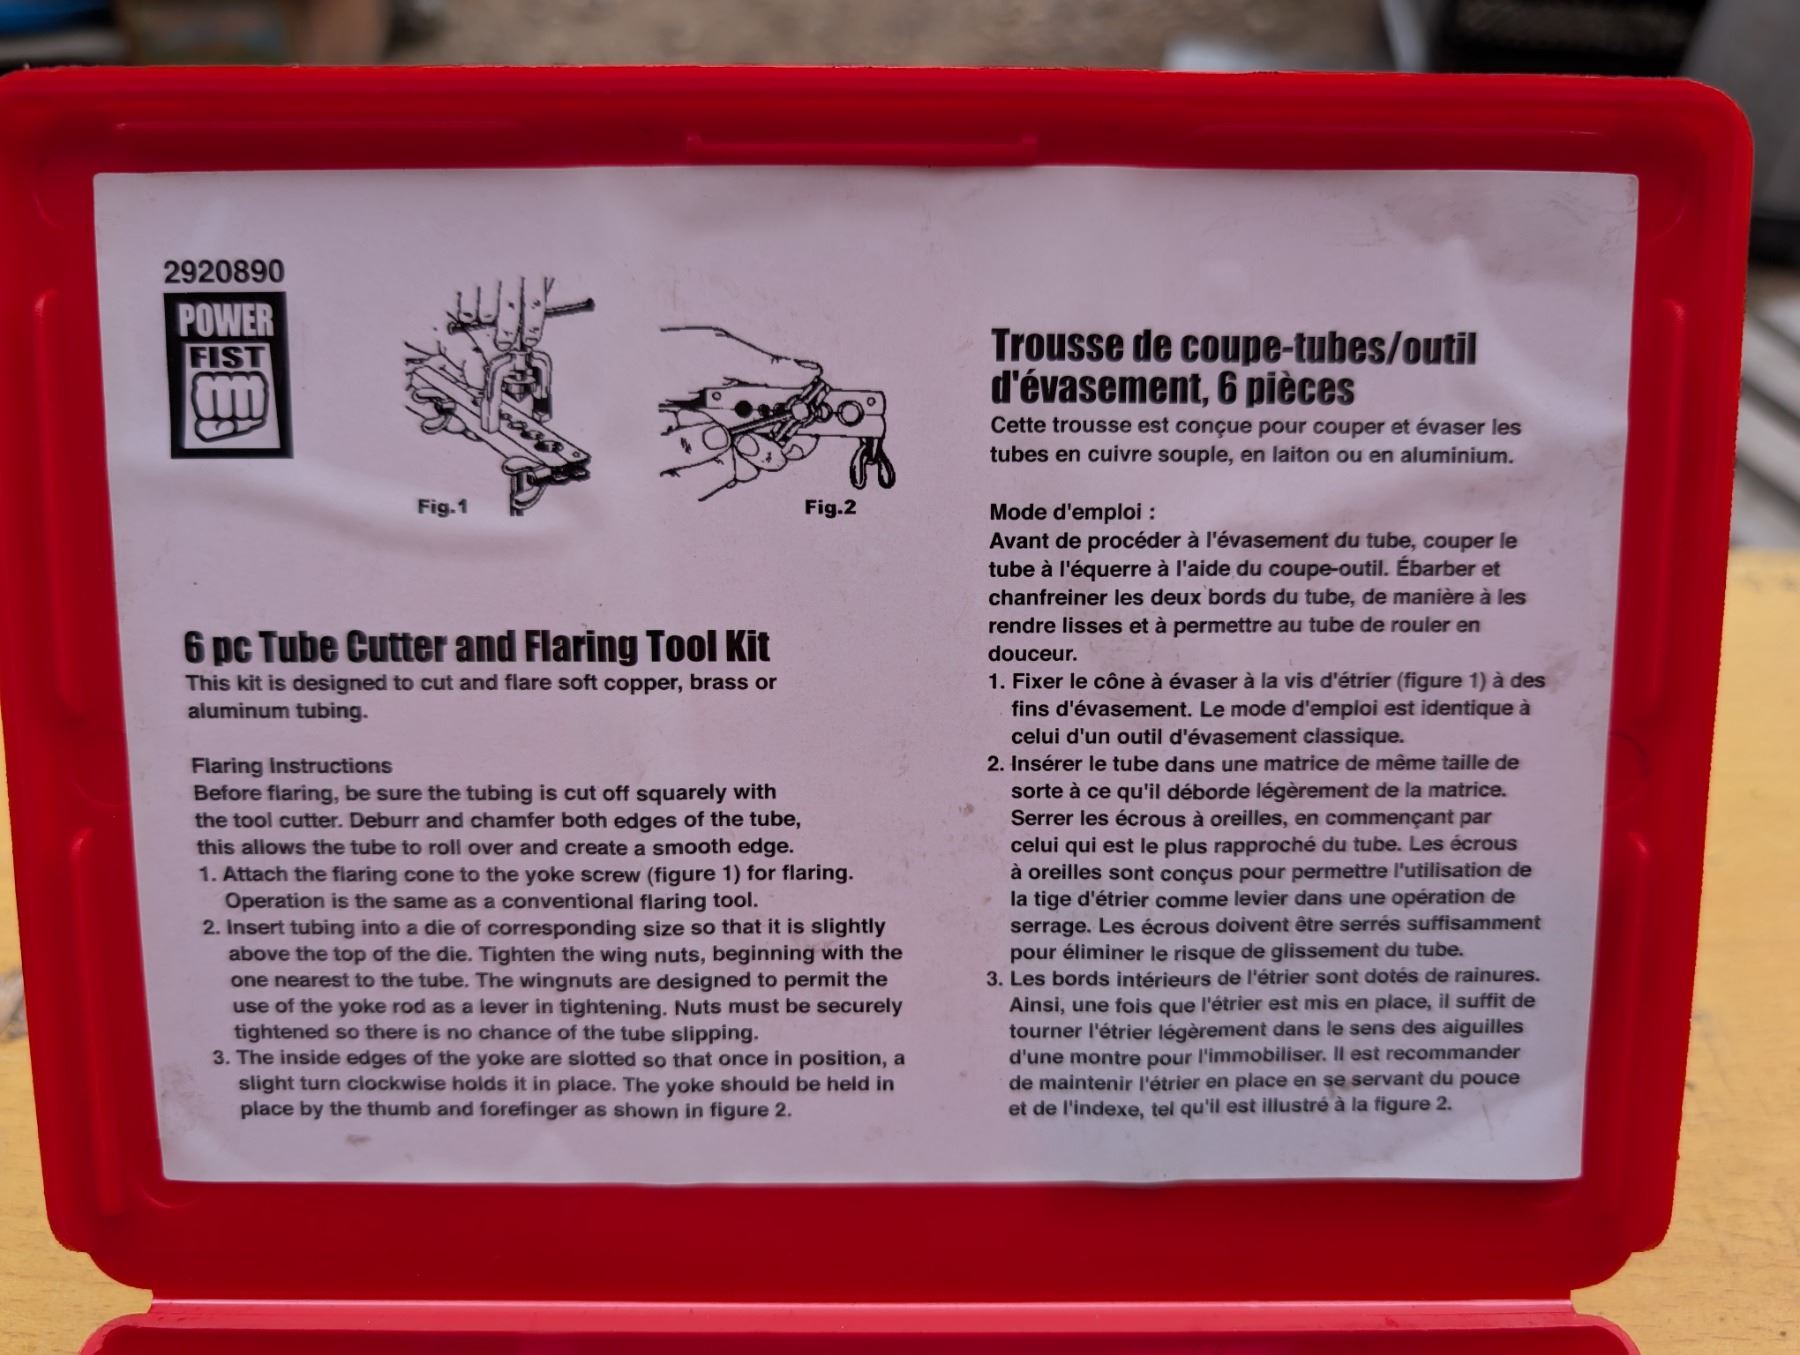 2920890
POWER
FIST
Fig.1
Fig.2
6 pc Tube Cutter and Flaring Tool Kit
This kit is designed to cut and flare soft copper, brass or
aluminum tubing.
Flaring Instructions
Before flaring, be sure the tubing is cut off squarely with
the tool cutter. Deburr and chamfer both edges of the tube,
this allows the tube to roll over and create a smooth edge.
1. Attach the flaring cone to the yoke screw (figure 1) for flaring.
Operation is the same as a conventional flaring tool.
2. Insert tubing into a die of corresponding size so that it is slightly
above the top of the die. Tighten the wing nuts, beginning with the
one nearest to the tube. The wingnuts are designed to permit the
use of the yoke rod as a lever in tightening. Nuts must be securely
tightened so there is no chance of the tube slipping.
3. The inside edges of the yoke are slotted so that once in position, a
slight turn clockwise holds it in place. The yoke should be held in
place by the thumb and forefinger as shown in figure 2.
Trousse de coupe-tubes/outil
d'évasement, 6 pièces
Cette trousse est conçue pour couper et évaser les
tubes en cuivre souple, en laiton ou en aluminium.
Mode d'emploi :
Avant de procéder à l'évasement du tube, couper le
tube à l'équerre à l'aide du coupe-outil. Ébarber et
chanfreiner les deux bords du tube, de manière à les
rendre lisses et à permettre au tube de rouler en
douceur.
1. Fixer le cône à évaser à la vis d'étrier (figure 1) à des
fins d'évasement. Le mode d'emploi est identique à
celui d'un outil d'évasement classique.
2. Insérer le tube dans une matrice de même taille de
sorte à ce qu'il déborde légèrement de la matrice.
Serrer les écrous à oreilles, en commençant par
celui qui est le plus rapproché du tube. Les écrous
à oreilles sont conçus pour permettre l'utilisation de
la tige d'étrier comme levier dans une opération de
serrage. Les écrous doivent être serrés suffisamment
pour éliminer le risque de glissement du tube.
3. Les bords intérieurs de l'étrier sont dotés de rainures.
Ainsi, une fois que l'étrier est mis en place, il suffit de
tourner l'étrier légèrement dans le sens des aiguilles
d'une montre pour l'immobiliser. Il est recommander
de maintenir l'étrier en place en se servant du pouce
et de l'indexe, tel qu'il est illustré à la figure 2.